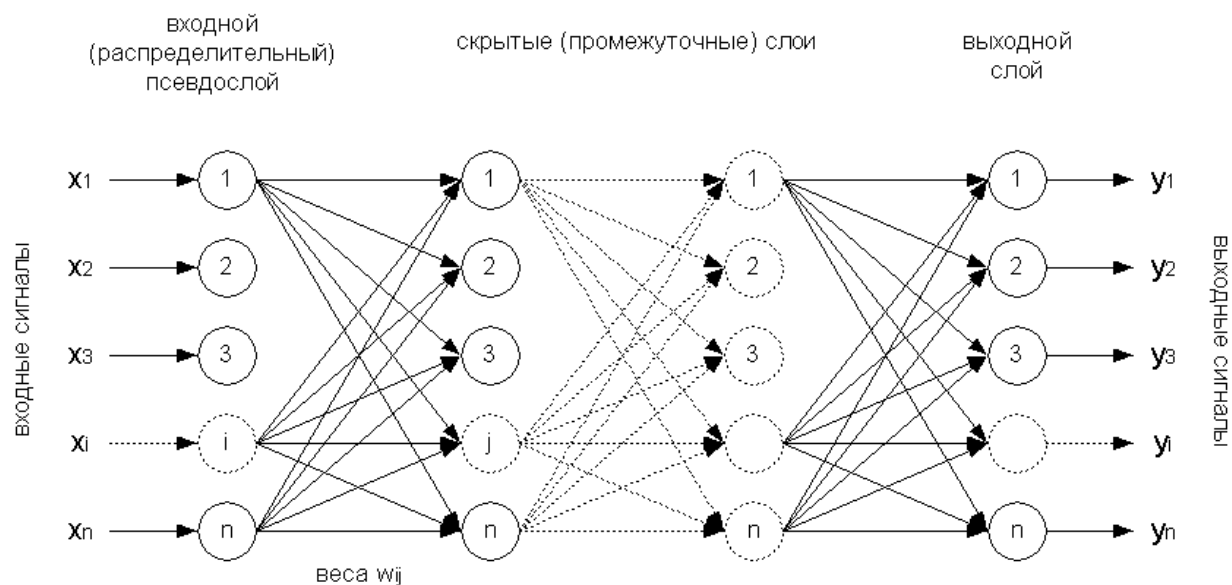 входной
(распределительный)
псевдослой
скрытые (промежуточные) слои
выходной
слой
входные сигналы
x1 1 1 1 1 y1
x2 2 2 2 2 y2
x3 3 3 3 3 y3
xi i j yi
xn n n n n yn
выходные сигналы
веса wij